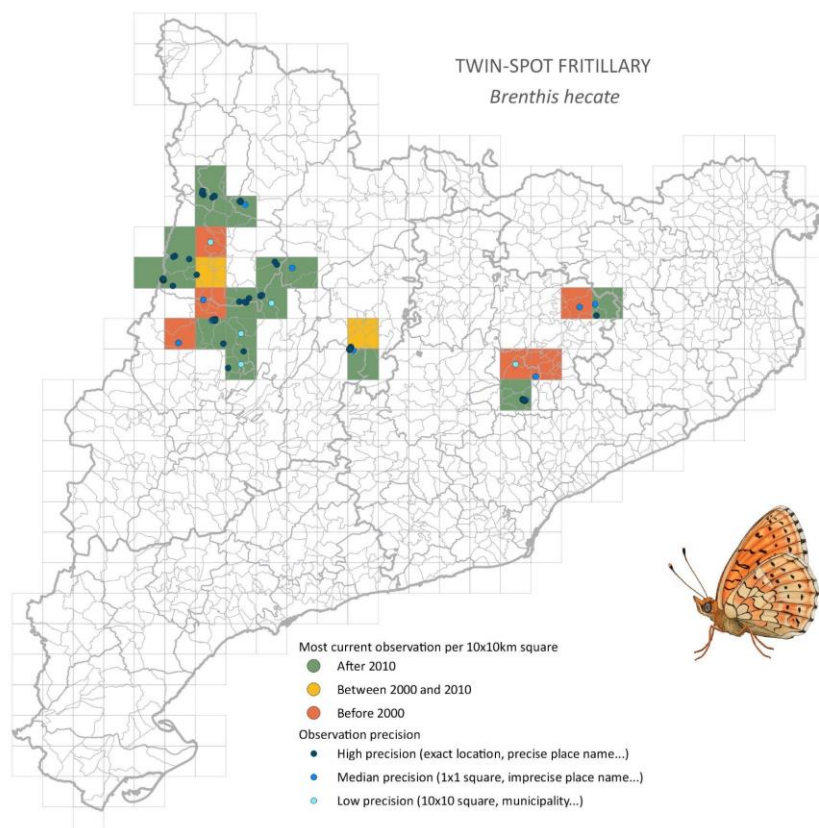 TWIN-SPOT FRITILLARY
Brenthis hecate
Most current observation per 10x10km square
After 2010
Between 2000 and 2010
Before 2000
Observation precision
High precision (exact location, precise place name...)
Median precision (1x1 square, imprecise place name...)
Low precision (10x10 square, municipality...)